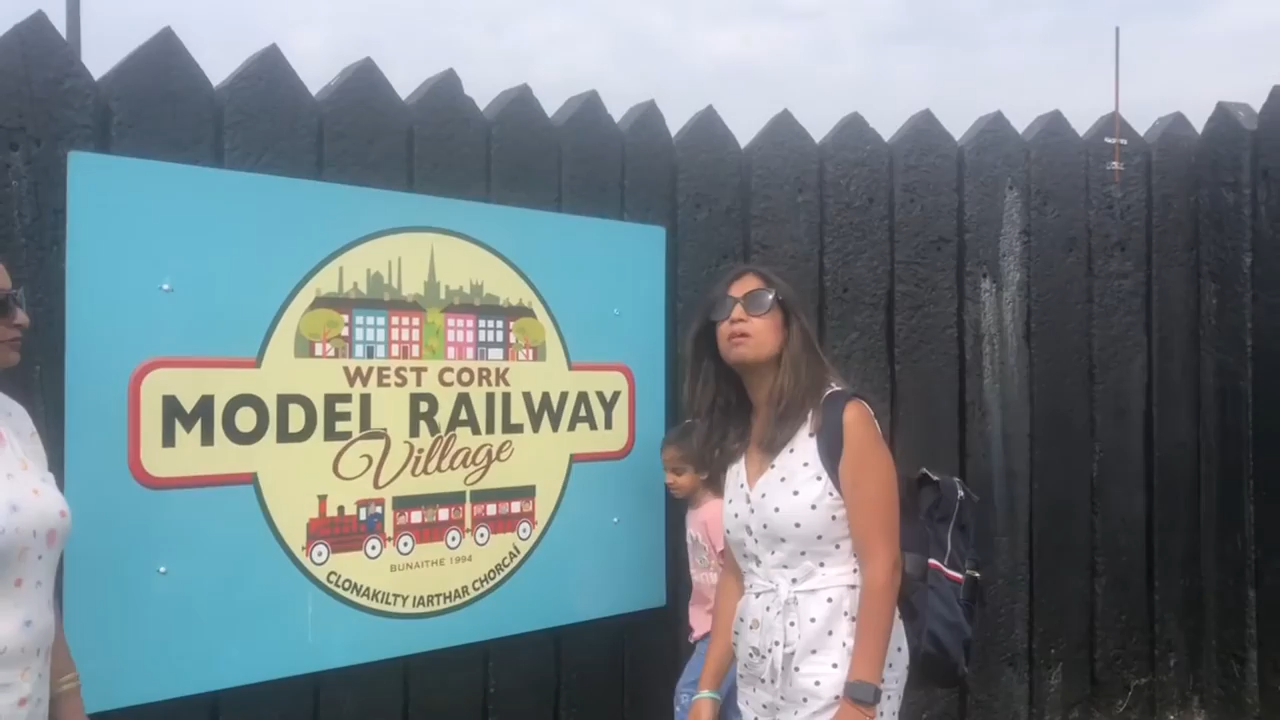 WEST CORK
MODEL RAILWAY
Village
BUNAITHE 1994
CLONAKILTY IARTHAR CHORCAÍ